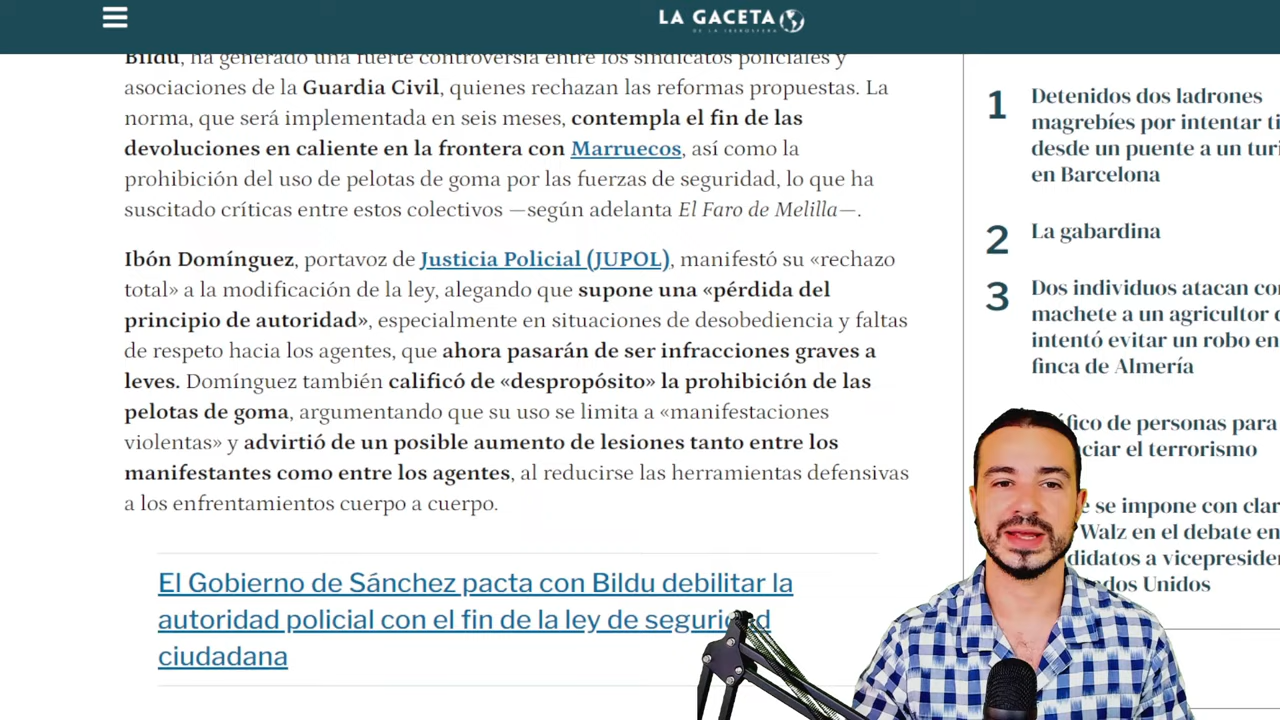 LA GACETA
DE LA IBEROSFERA
Bildu, ha generado una fuerte controversia entre los sindicatos policiales y
asociaciones de la Guardia Civil, quienes rechazan las reformas propuestas. La
norma, que será implementada en seis meses, contempla el fin de las
devoluciones en caliente en la frontera con Marruecos, así como la
prohibición del uso de pelotas de goma por las fuerzas de seguridad, lo que ha
suscitado críticas entre estos colectivos —según adelanta El Faro de Melilla—.
Ibón Domínguez, portavoz de Justicia Policial (JUPOL), manifestó su «rechazo
total» a la modificación de la ley, alegando que supone una «pérdida del
principio de autoridad», especialmente en situaciones de desobediencia y faltas
de respeto hacia los agentes, que ahora pasarán de ser infracciones graves a
leves. Domínguez también calificó de «despropósito» la prohibición de las
pelotas de goma, argumentando que su uso se limita a «manifestaciones
violentas» y advirtió de un posible aumento de lesiones tanto entre los
manifestantes como entre los agentes, al reducirse las herramientas defensivas
a los enfrentamientos cuerpo a cuerpo.
El Gobierno de Sánchez pacta con Bildu debilitar la
autoridad policial con el fin de la ley de seguridad
ciudadana
1 Detenidos dos ladrones
magrebíes por intentar ti
desde un puente a un turi
en Barcelona
2 La gabardina
3 Dos individuos atacan co
machete a un agricultor
intentó evitar un robo en
finca de Almería
de personas para
el terrorismo
se impone con clar
Walz en el debate en
a vicepreside
Unidos